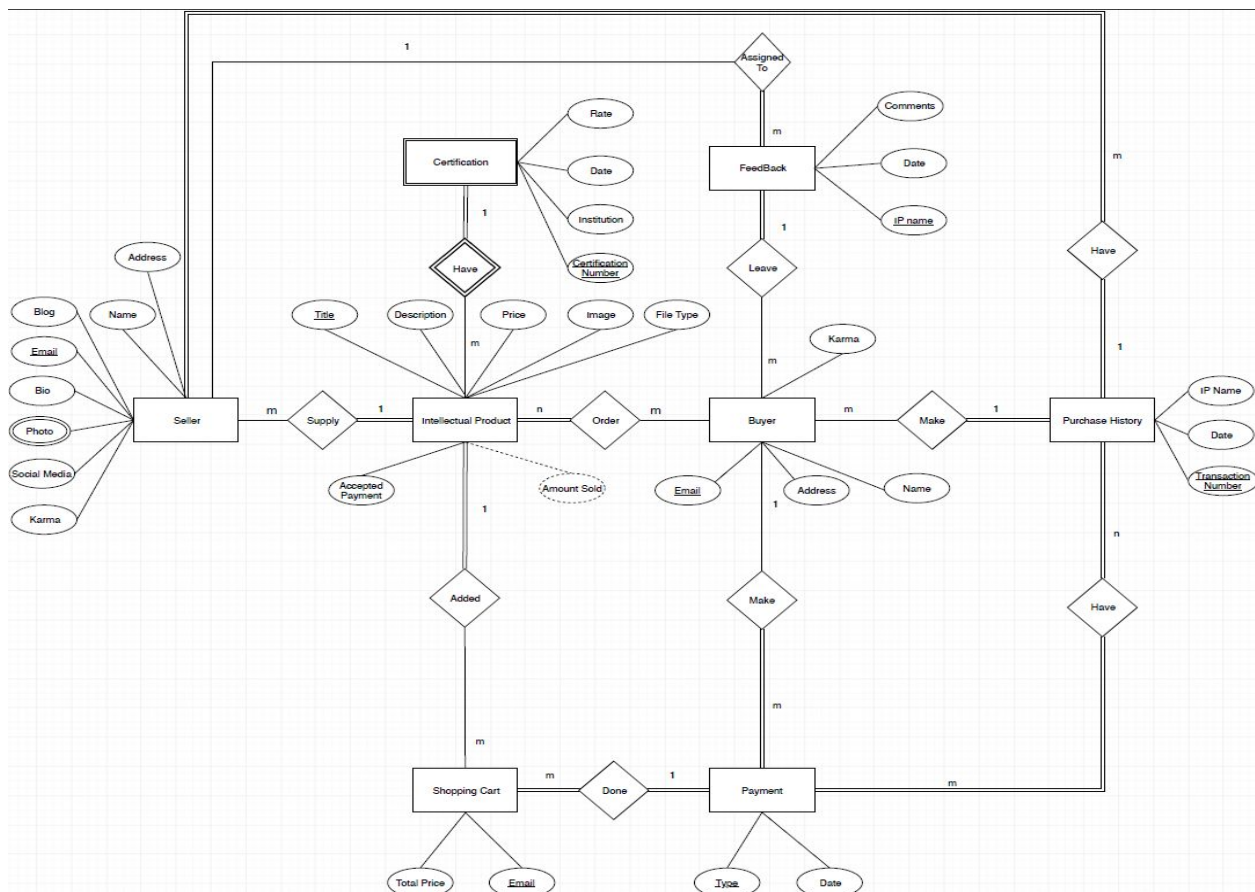 1
Assigned
To
Rate
Comments
m
m
Certification
FeedBack
Date
Date
1
1
Institution
IP name
Address
Have
Certification
Number
Leave
Have
Blog
Name
Title
Description
Price
Image
File Type
Karma
Email
m
m
1
Bio
IP Name
Seller
m
Supply
1
Intellectual Product
n
Order
m
Buyer
m
Make
1
Purchase History
Photo
Date
Social Media
Accepted
Payment
Amount Sold
Email
Address
Name
Transaction
Number
Karma
1
1
n
Added
Make
Have
m
m
m
m
1
m
Shopping Cart
Done
Payment
Total Price
Email
Type
Date